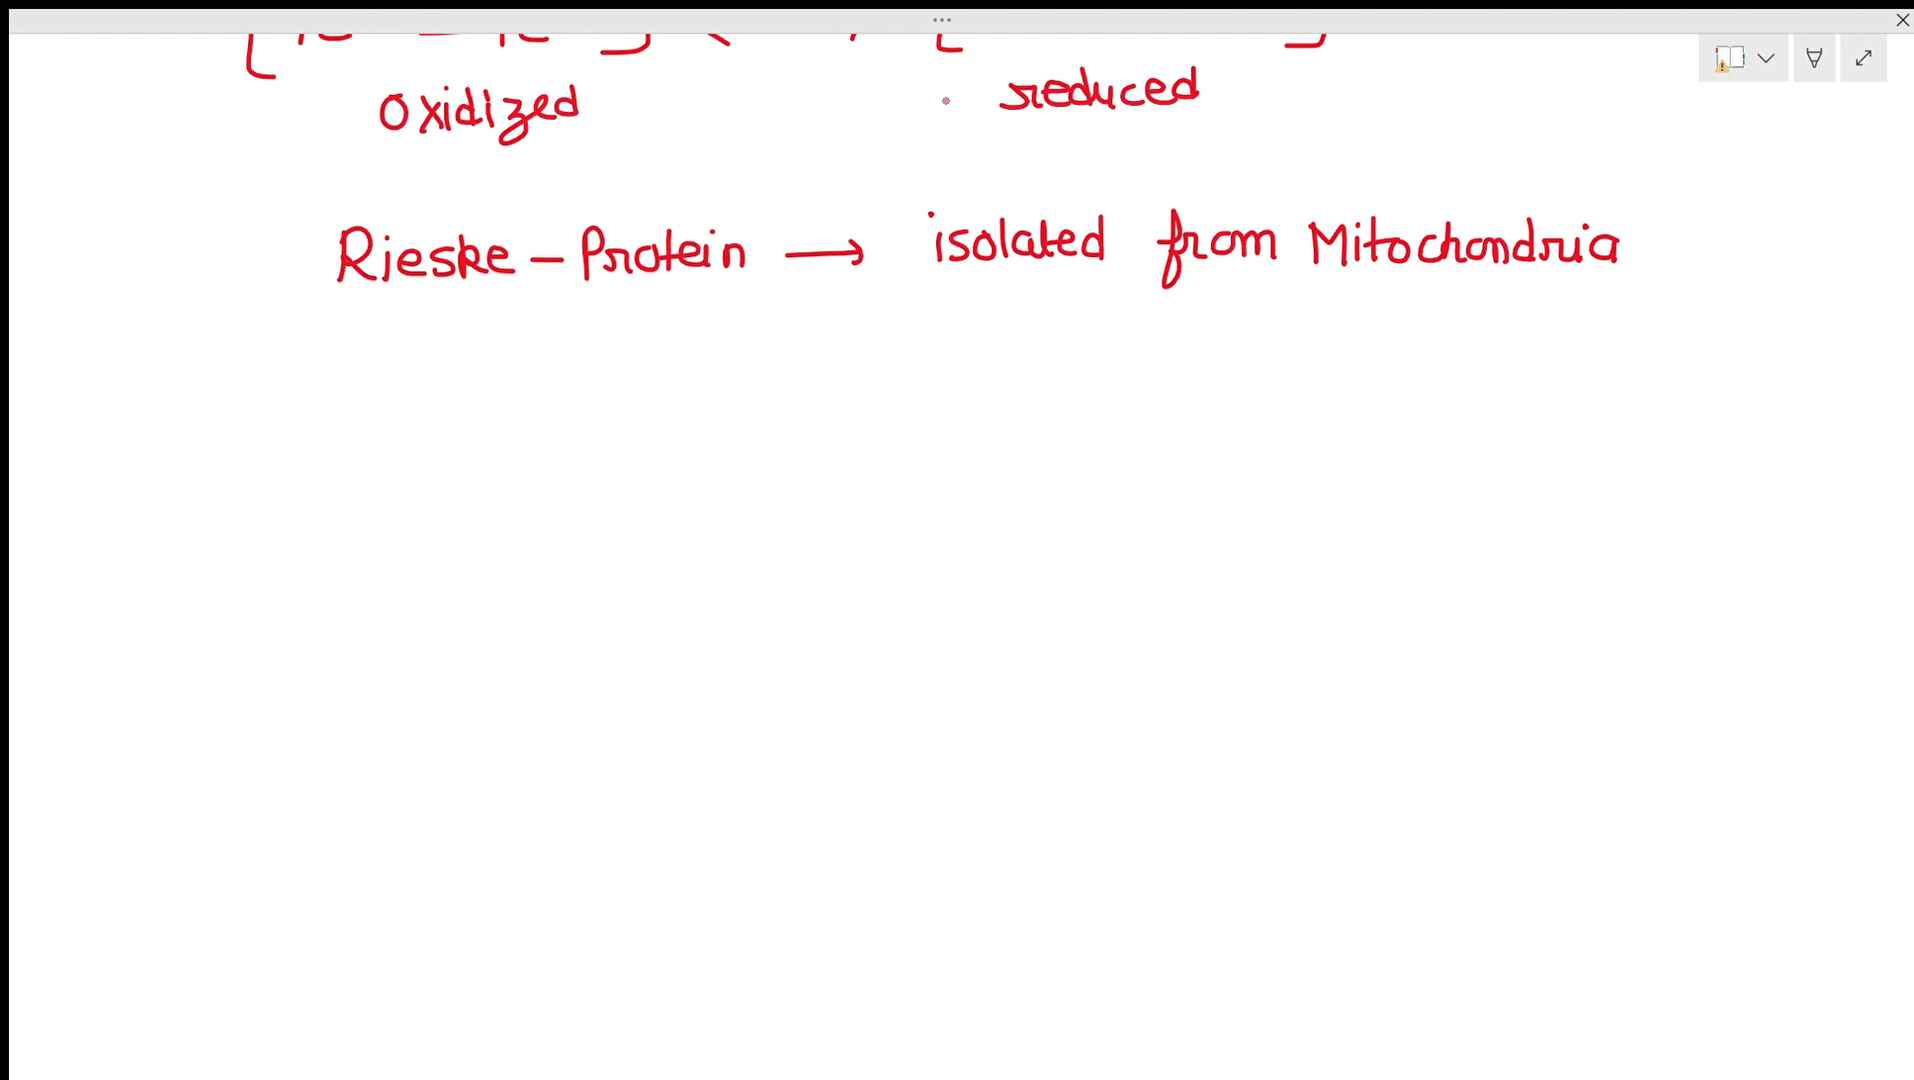 Oxidized reduced
Rieske - Protein → isolated from Mitochondria